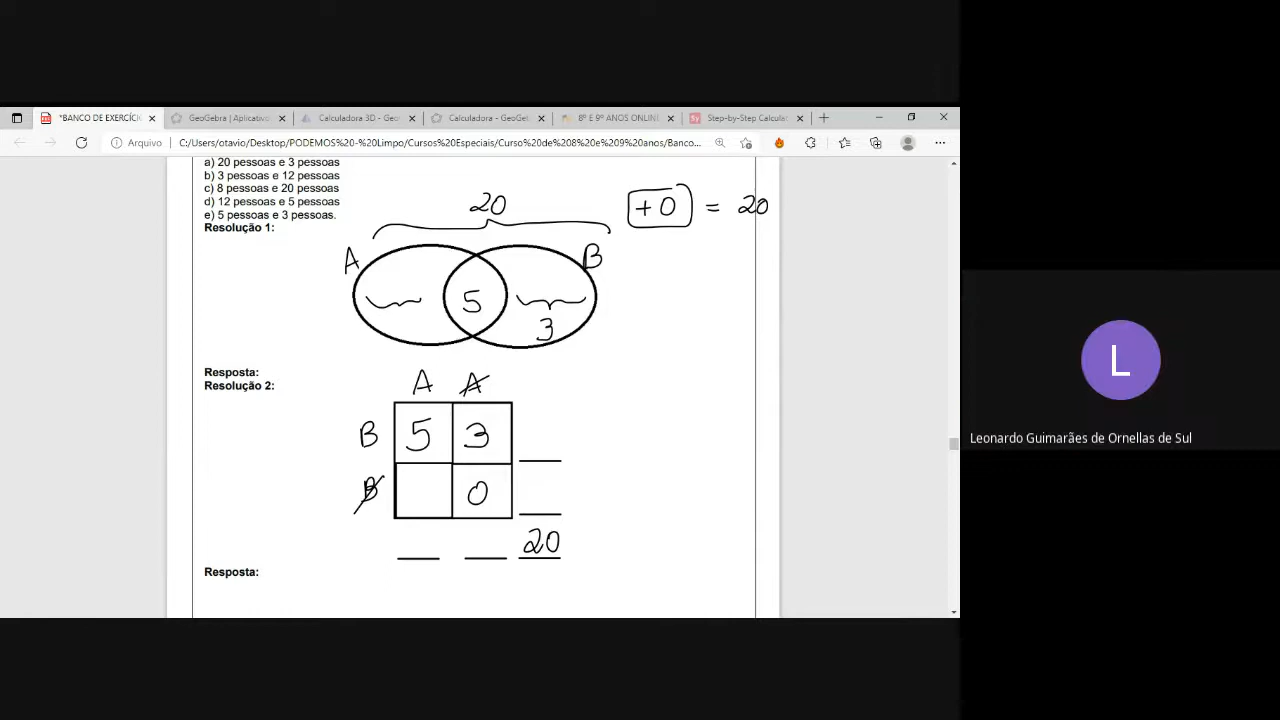 *BANCO DE EXERCÍCI
GeoGebra | Aplicativo
Calculadora 3D - Geo
Calculadora - GeoGel
8º E 9º ANOS ONLIN
Step-by-Step Calculat
Arquivo
C:/Users/otavio/Desktop/PODEMOS%20-%20Limpo/Cursos%20Especiais/Curso%20de%208%20e%209%20anos/Banco...
a) 20 pessoas e 3 pessoas
b) 3 pessoas e 12 pessoas
c) 8 pessoas e 20 pessoas
d) 12 pessoas e 5 pessoas
e) 5 pessoas e 3 pessoas.
Resolução 1:
20
+0 = 20
A
B
5
3
Resposta:
Resolução 2:
A A
B 5 3
B 0
20
Resposta:
L
Leonardo Guimarães de Ornellas de Sul